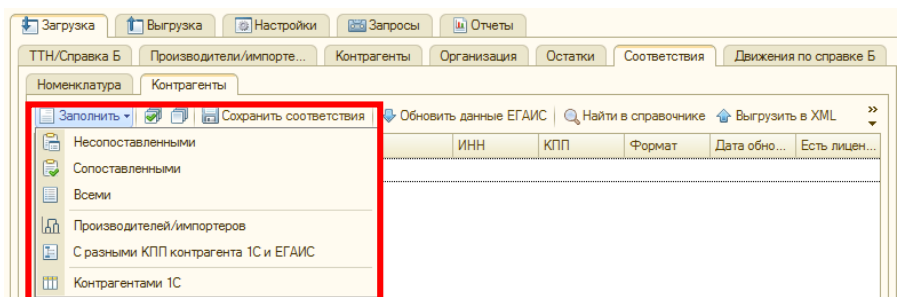 Загрузка Выгрузка Настройки Запросы Отчеты
ТТН/Справка Б Производители/импорте... Контрагенты Организация Остатки Соответствия Движения по справке Б
Номенклатура Контрагенты
Заполнить Сохранить соответствия Обновить данные ЕГАИС Найти в справочнике Выгрузить в XML
ИНН КПП Формат Дата обно... Есть лицен...
Несопоставленными
Сопоставленными
Всеми
Производителей/импортеров
С разными КПП контрагента 1С и ЕГАИС
Контрагентами 1С